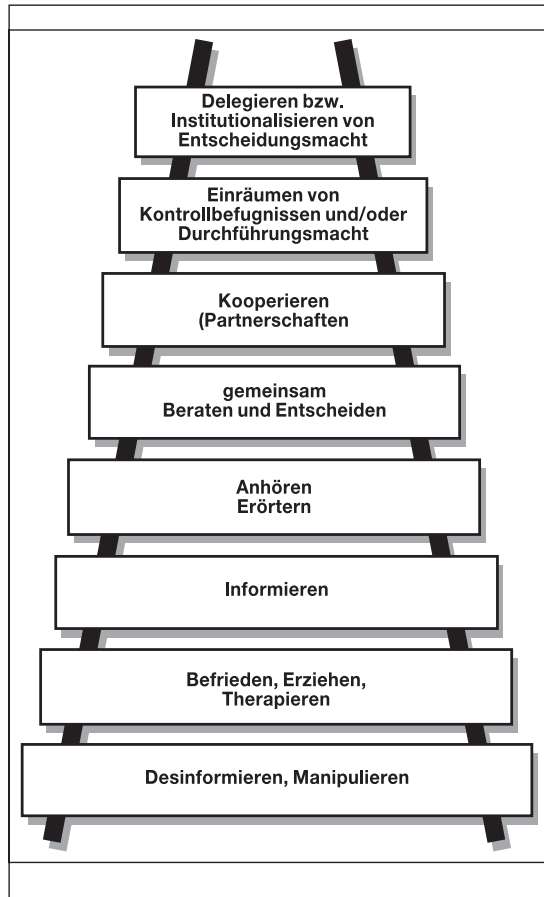 Delegieren bzw.
Institutionalisieren von
Entscheidungsmacht
Einräumen von
Kontrollbefugnissen und/oder
Durchführungsmacht
Kooperieren
(Partnerschaften
gemeinsam
Beraten und Entscheiden
Anhören
Erörtern
Informieren
Befrieden, Erziehen,
Therapieren
Desinformieren, Manipulieren